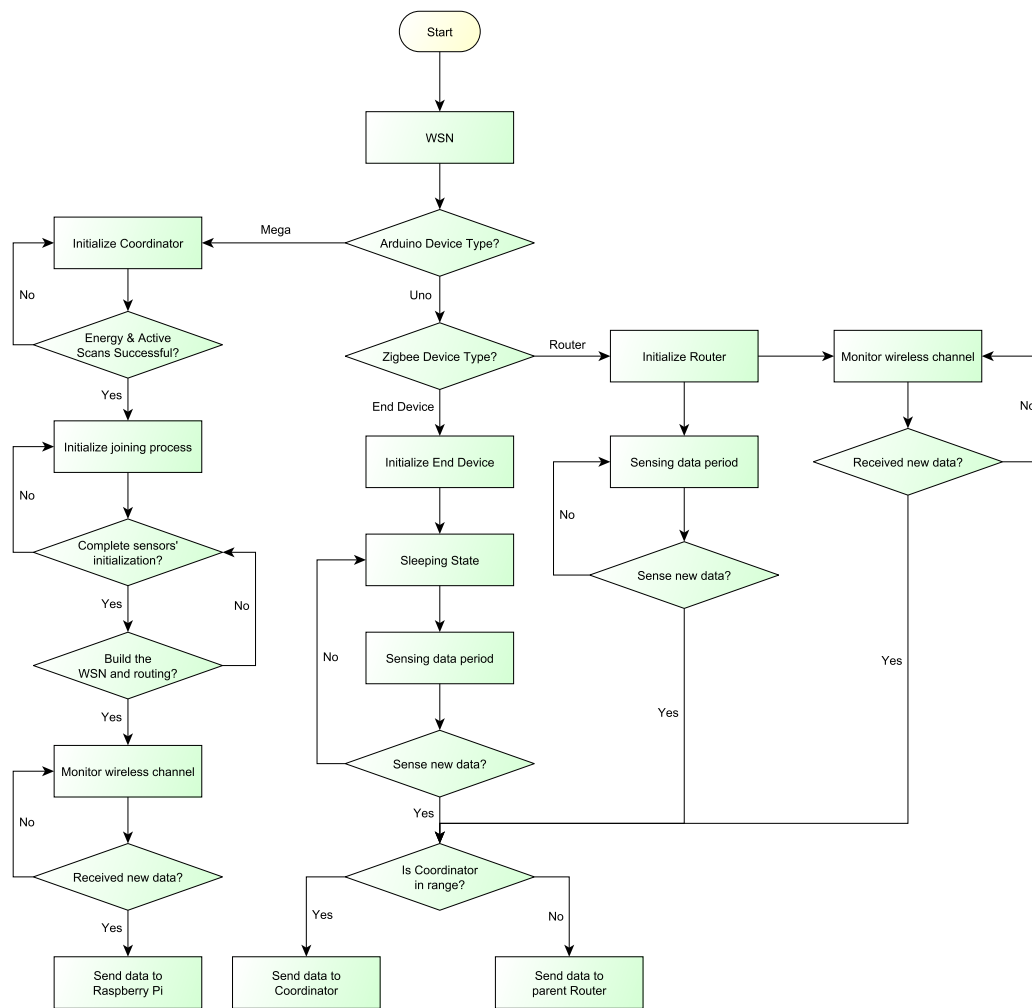 Start
WSN
Arduino Device Type?
Mega
Uno
Initialize Coordinator
No
Energy & Active
Scans Successful?
Yes
Initialize joining process
No
Complete sensors'
initialization?
Yes
No
Build the
WSN and routing?
Yes
Monitor wireless channel
No
Received new data?
Yes
Send data to
Raspberry Pi
Zigbee Device Type?
Router
End Device
Initialize End Device
Sleeping State
No
Sensing data period
Sense new data?
Yes
Initialize Router
Sensing data period
No
Sense new data?
Yes
Monitor wireless channel
No
Received new data?
Yes
Is Coordinator
in range?
Yes
No
Send data to
Coordinator
Send data to
parent Router